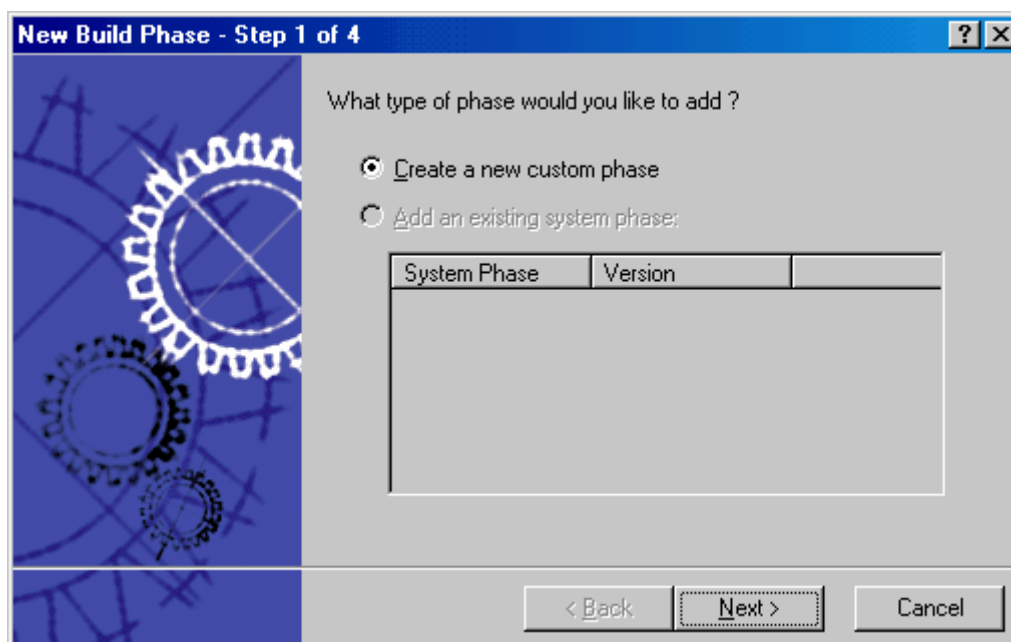 New Build Phase - Step 1 of 4
What type of phase would you like to add ?
Create a new custom phase
Add an existing system phase:
System Phase Version
< Back Next > Cancel